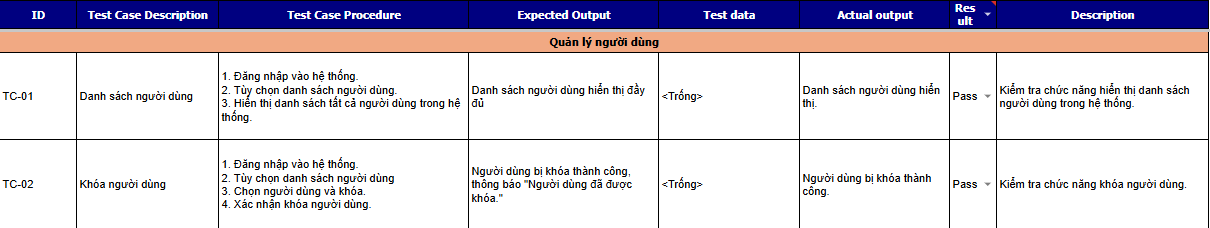 ID Test Case Description Test Case Procedure Expected Output Test data Actual output Res Description
ult
Quản lý người dùng
TC-01
Danh sách người dùng
1. Đăng nhập vào hệ thống.
2. Tùy chọn danh sách người dùng.
3. Hiển thị danh sách tất cả người dùng trong hệ
thống.
Danh sách người dùng hiển thị đầy
đủ
<Trống>
Danh sách người dùng hiển
thị.
Pass
Kiểm tra chức năng hiển thị danh sách
người dùng trong hệ thống.
TC-02
Khóa người dùng
1. Đăng nhập vào hệ thống.
2. Tùy chọn danh sách người dùng
3. Chọn người dùng và khóa.
4. Xác nhận khóa người dùng.
Người dùng bị khóa thành công,
thông báo "Người dùng đã được
khóa."
<Trống>
Người dùng bị khóa thành
công.
Pass
Kiểm tra chức năng khóa người dùng.